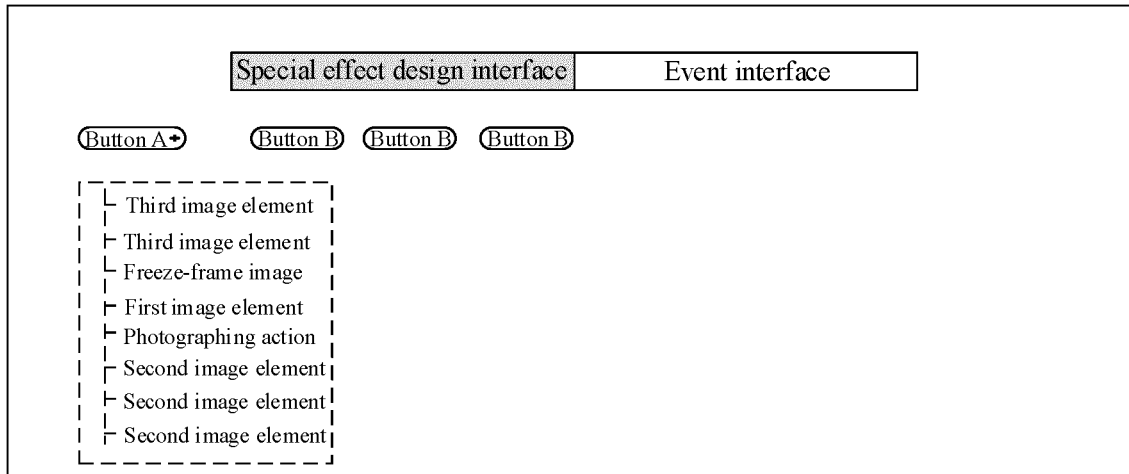 Special effect design interface Event interface
Button A+ Button B Button B Button B
Third image element
Third image element
Freeze-frame image
First image element
Photographing action
Second image element
Second image element
Second image element